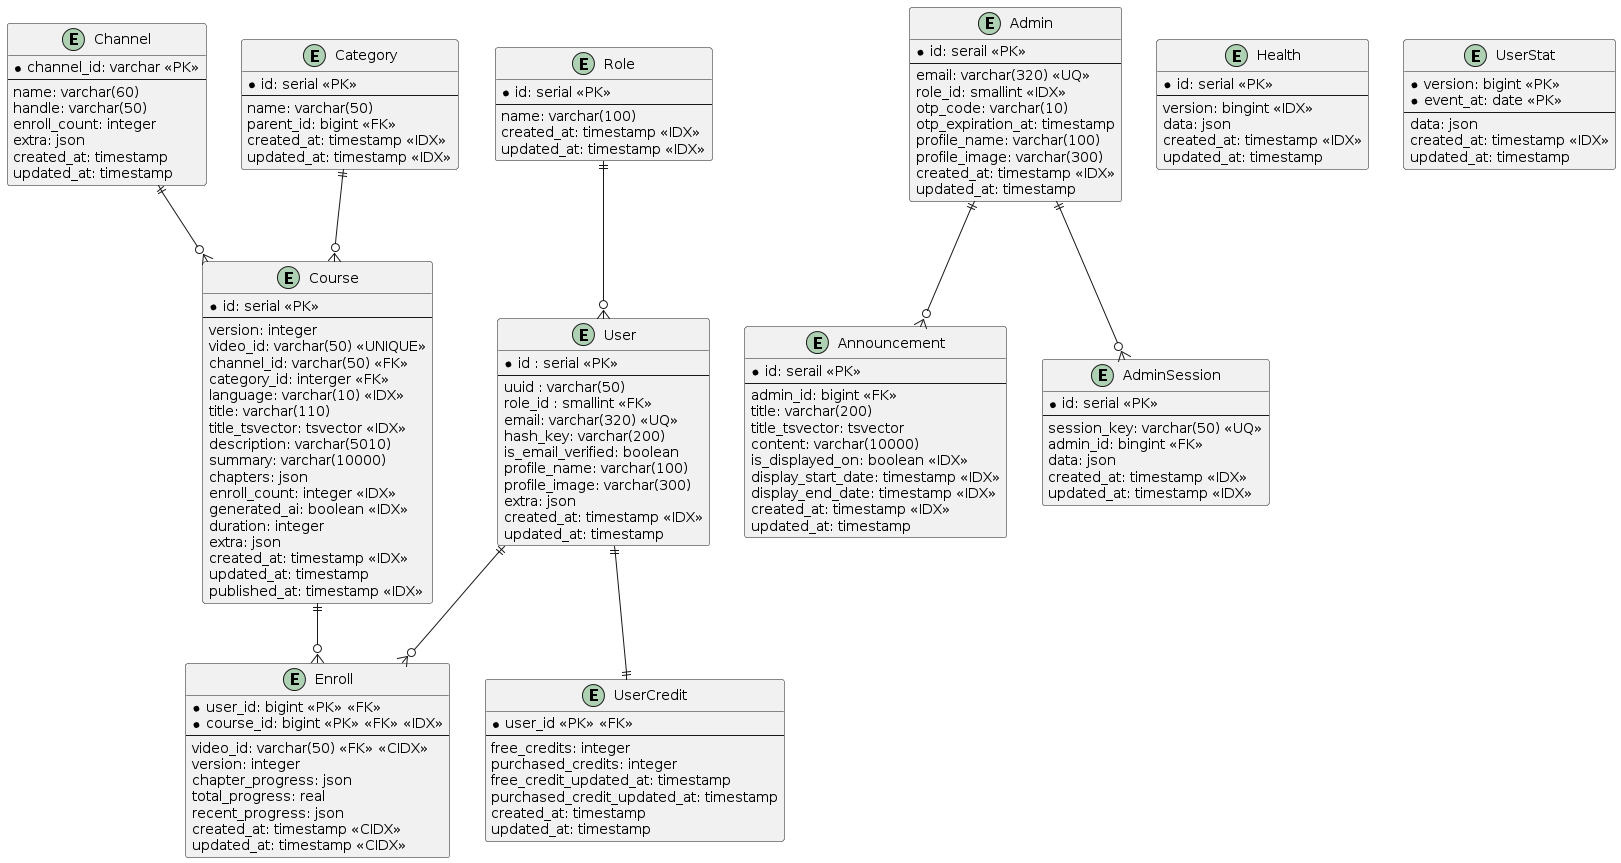 E Channel
channel_id: varchar «PK»
name: varchar(60)
handle: varchar(50)
enroll_count: integer
extra: json
created_at: timestamp
updated_at: timestamp
E Category
id: serial «PK»
name: varchar(50)
parent_id: bigint «FK»
created_at: timestamp «IDX»
updated_at: timestamp «IDX»
E Role
id: serial «PK»
name: varchar(100)
created_at: timestamp «IDX»
updated_at: timestamp «IDX»
E Admin
id: serail «PK»
email: varchar(320) «UQ»
role_id: smallint «IDX»
otp_code: varchar(10)
otp_expiration_at: timestamp
profile_name: varchar(100)
profile_image: varchar(300)
created_at: timestamp «IDX»
updated_at: timestamp
E Health
id: serial «PK»
version: bingint «IDX»
data: json
created_at: timestamp «IDX»
updated_at: timestamp
E UserStat
version: bigint «PK»
event_at: date «PK»
data: json
created_at: timestamp «IDX»
updated_at: timestamp
E Course
id: serial «PK»
version: integer
video_id: varchar(50) «UNIQUE»
channel_id: varchar(50) «FK»
category_id: interger «FK»
language: varchar(10) «IDX»
title: varchar(110)
title_tsvector: tsvector «IDX»
description: varchar(5010)
summary: varchar(10000)
chapters: json
enroll_count: integer «IDX»
generated_ai: boolean «IDX»
duration: integer
extra: json
created_at: timestamp «IDX»
updated_at: timestamp
published_at: timestamp «IDX»
E User
id : serial «PK»
uuid : varchar(50)
role_id : smallint «FK»
email: varchar(320) «UQ»
hash_key: varchar(200)
is_email_verified: boolean
profile_name: varchar(100)
profile_image: varchar(300)
extra: json
created_at: timestamp «IDX»
updated_at: timestamp
E Announcement
id: serail «PK»
admin_id: bigint «FK»
title: varchar(200)
title_tsvector: tsvector
content: varchar(10000)
is_displayed_on: boolean «IDX»
display_start_date: timestamp «IDX»
display_end_date: timestamp «IDX»
created_at: timestamp «IDX»
updated_at: timestamp
E AdminSession
id: serial «PK»
session_key: varchar(50) «UQ»
admin_id: bingint «FK»
data: json
created_at: timestamp «IDX»
updated_at: timestamp «IDX»
E Enroll
user_id: bigint «PK» «FK»
course_id: bigint «PK» «FK» «IDX»
video_id: varchar(50) «FK» «CIDX»
version: integer
chapter_progress: json
total_progress: real
recent_progress: json
created_at: timestamp «CIDX»
updated_at: timestamp «CIDX»
E UserCredit
user_id «PK» «FK»
free_credits: integer
purchased_credits: integer
free_credit_updated_at: timestamp
purchased_credit_updated_at: timestamp
created_at: timestamp
updated_at: timestamp